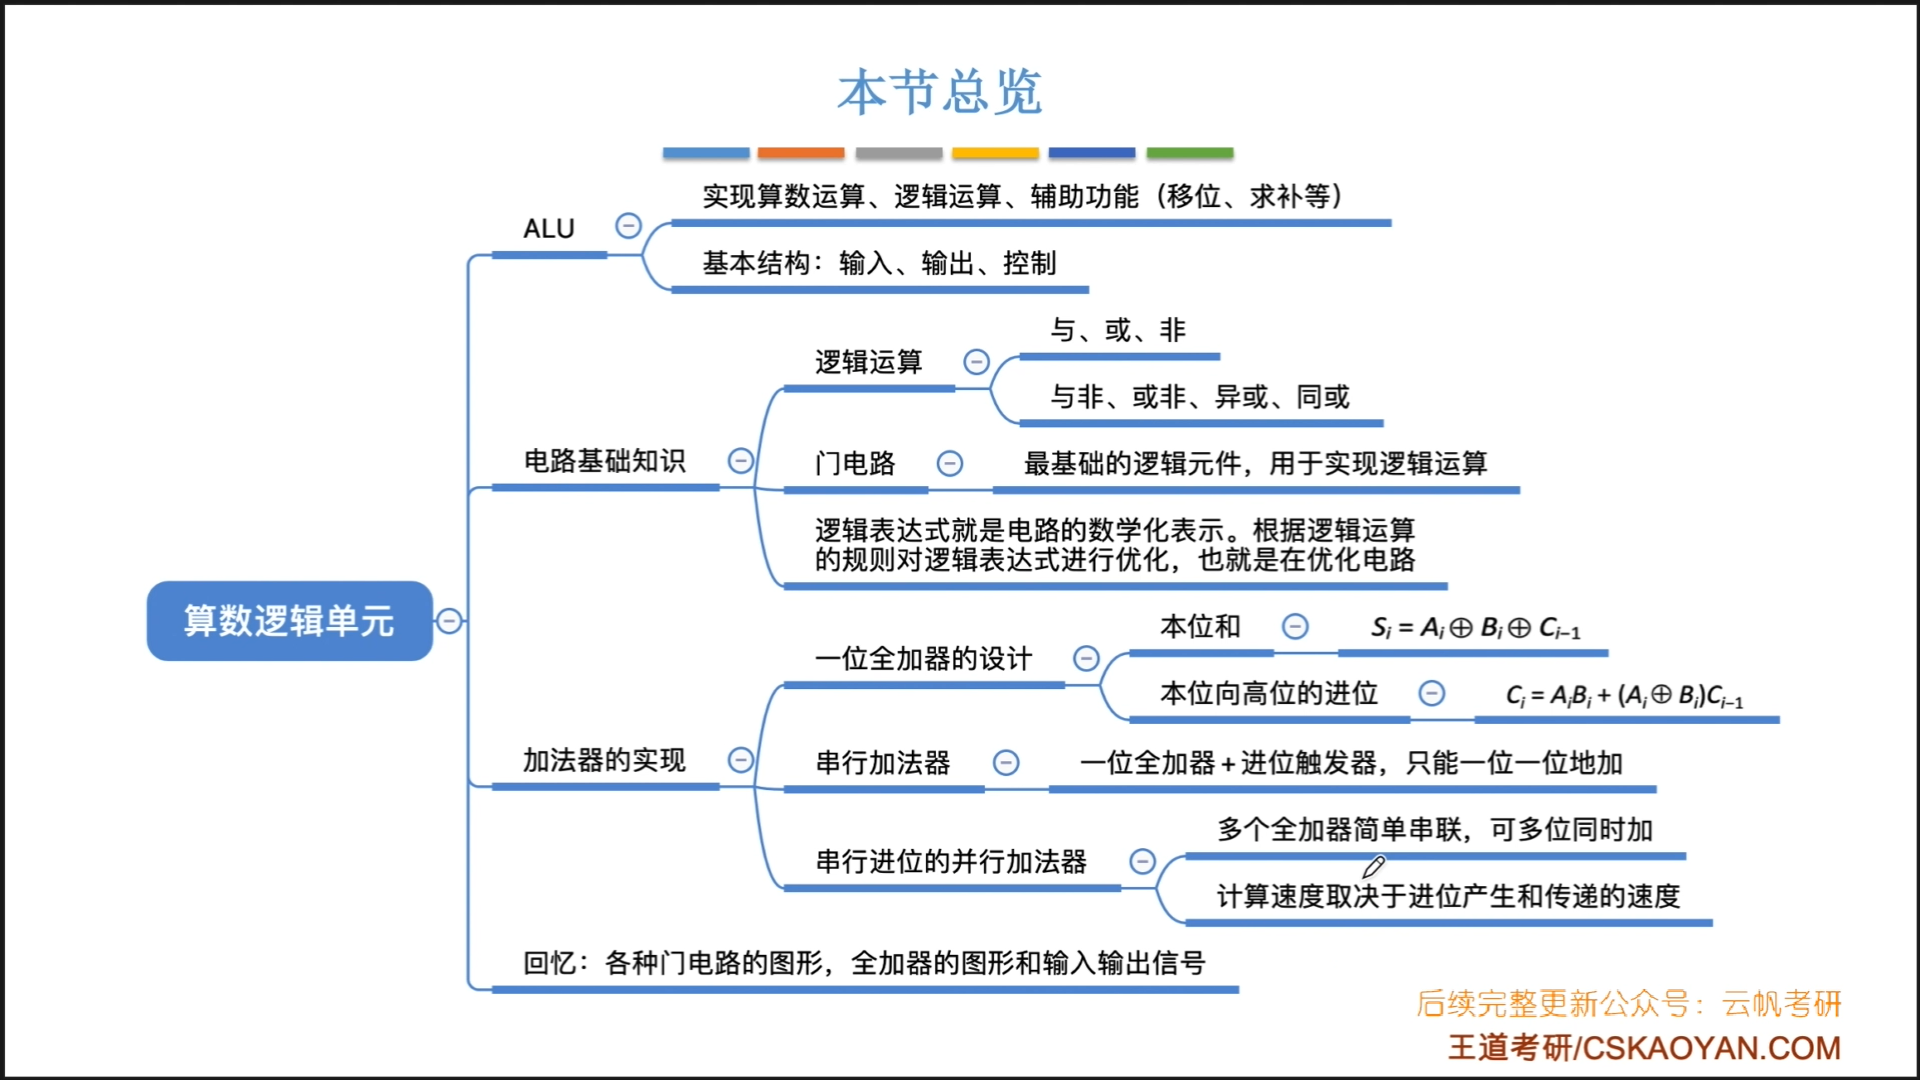 本节总览
实现算数运算、逻辑运算、辅助功能（移位、求补等）
ALU
基本结构：输入、输出、控制
与、或、非
逻辑运算
与非、或非、异或、同或
电路基础知识
门电路
最基础的逻辑元件，用于实现逻辑运算
逻辑表达式就是电路的数学化表示。根据逻辑运算
的规则对逻辑表达式进行优化，也就是在优化电路
算数逻辑单元
本位和
Sᵢ = Aᵢ⊕ Bᵢ⊕ Cᵢ₋₁
一位全加器的设计
本位向高位的进位
Cᵢ = AᵢBᵢ + (Aᵢ⊕ Bᵢ)Cᵢ₋₁
加法器的实现
串行加法器
一位全加器+进位触发器，只能一位一位地加
多个全加器简单串联，可多位同时加
串行进位的并行加法器
计算速度取决于进位产生和传递的速度
回忆：各种门电路的图形，全加器的图形和输入输出信号
后续完整更新公众号：云帆考研
王道考研/CSKAOYAN.COM